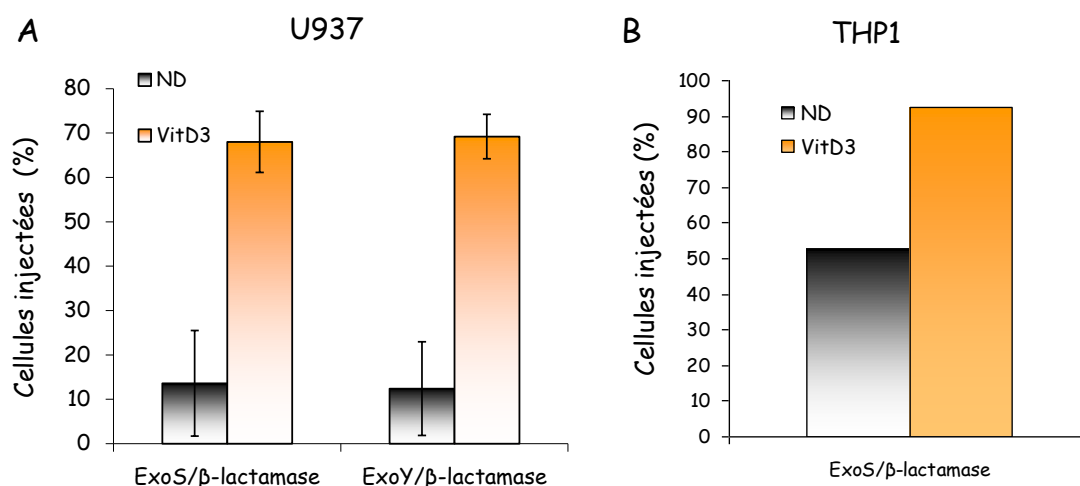 A
U937
Cellules injectées (%)
80
70
60
50
40
30
20
10
0
ND
VitD3
ExoS/β-lactamase
ExoY/β-lactamase
B
THP1
Cellules injectées (%)
100
90
80
70
60
50
40
30
20
10
0
ND
VitD3
ExoS/β-lactamase